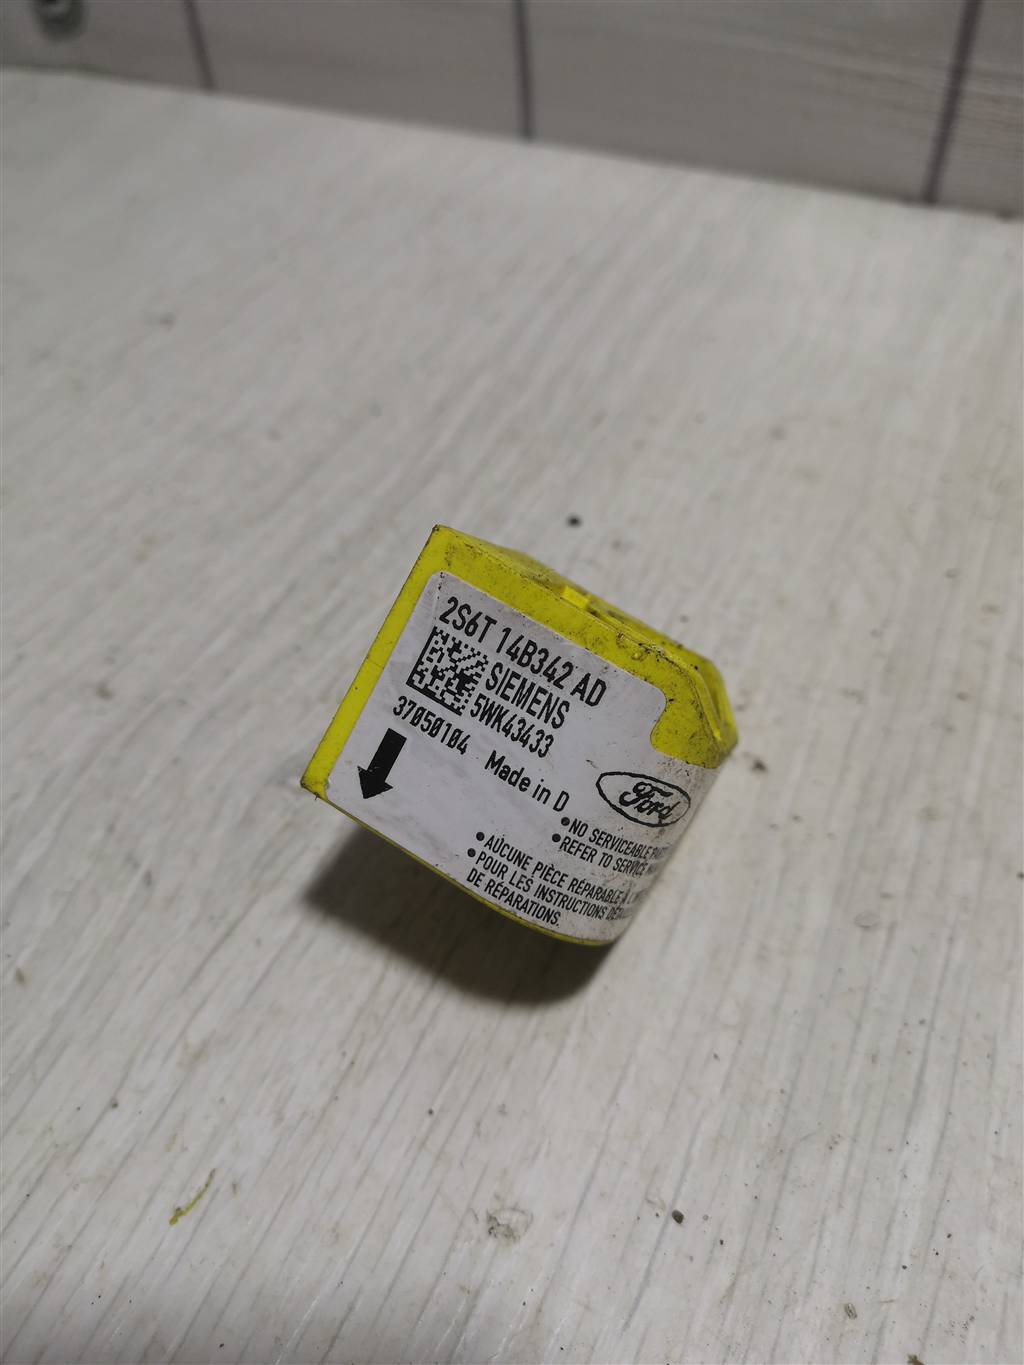 2S6T 14B342 AD
SIEMENS
5WK43433
37050104 Made in D
Ford
•NO SERVICEABLE
•REFER TO SERVICE
•AUCUNE PIÈCE RÉPARABLE À
•POUR LES INSTRUCTIONS
DE RÉPARATIONS.